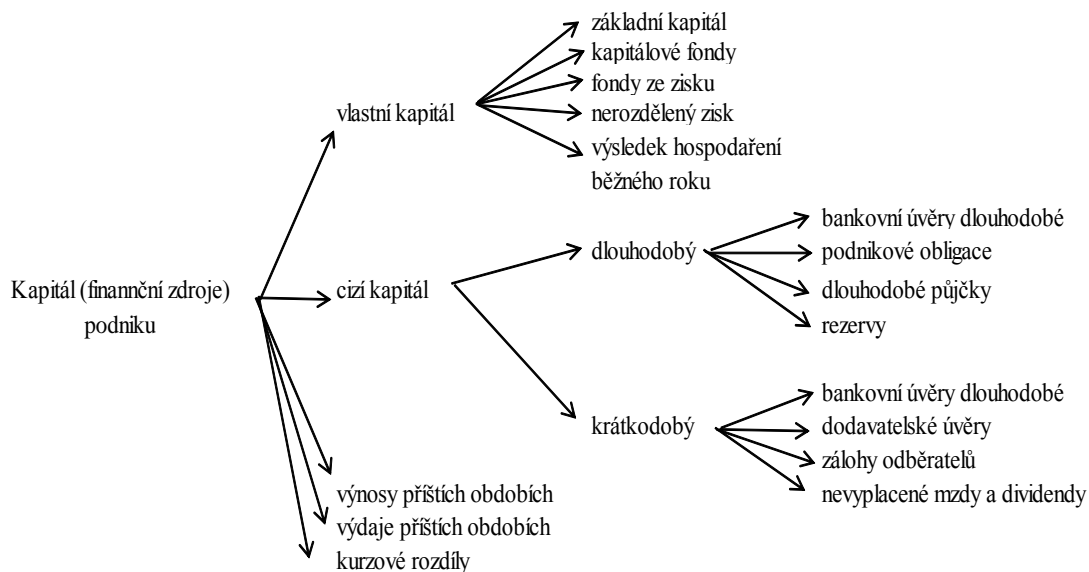 základní kapitál
kapitálové fondy
fondy ze zisku
nerozdělený zisk
výsledek hospodaření
běžného roku
vlastní kapitál
bankovní úvěry dlouhodobé
podnikové obligace
dlouhodobé půjčky
rezervy
dlouhodobý
Kapitál (finannční zdroje)
podniku
cizí kapitál
krátkodobý
bankovní úvěry dlouhodobé
dodavatelské úvěry
zálohy odběratelů
nevyplacené mzdy a dividendy
výnosy příštích obdobích
výdaje příštích obdobích
kurzové rozdíly